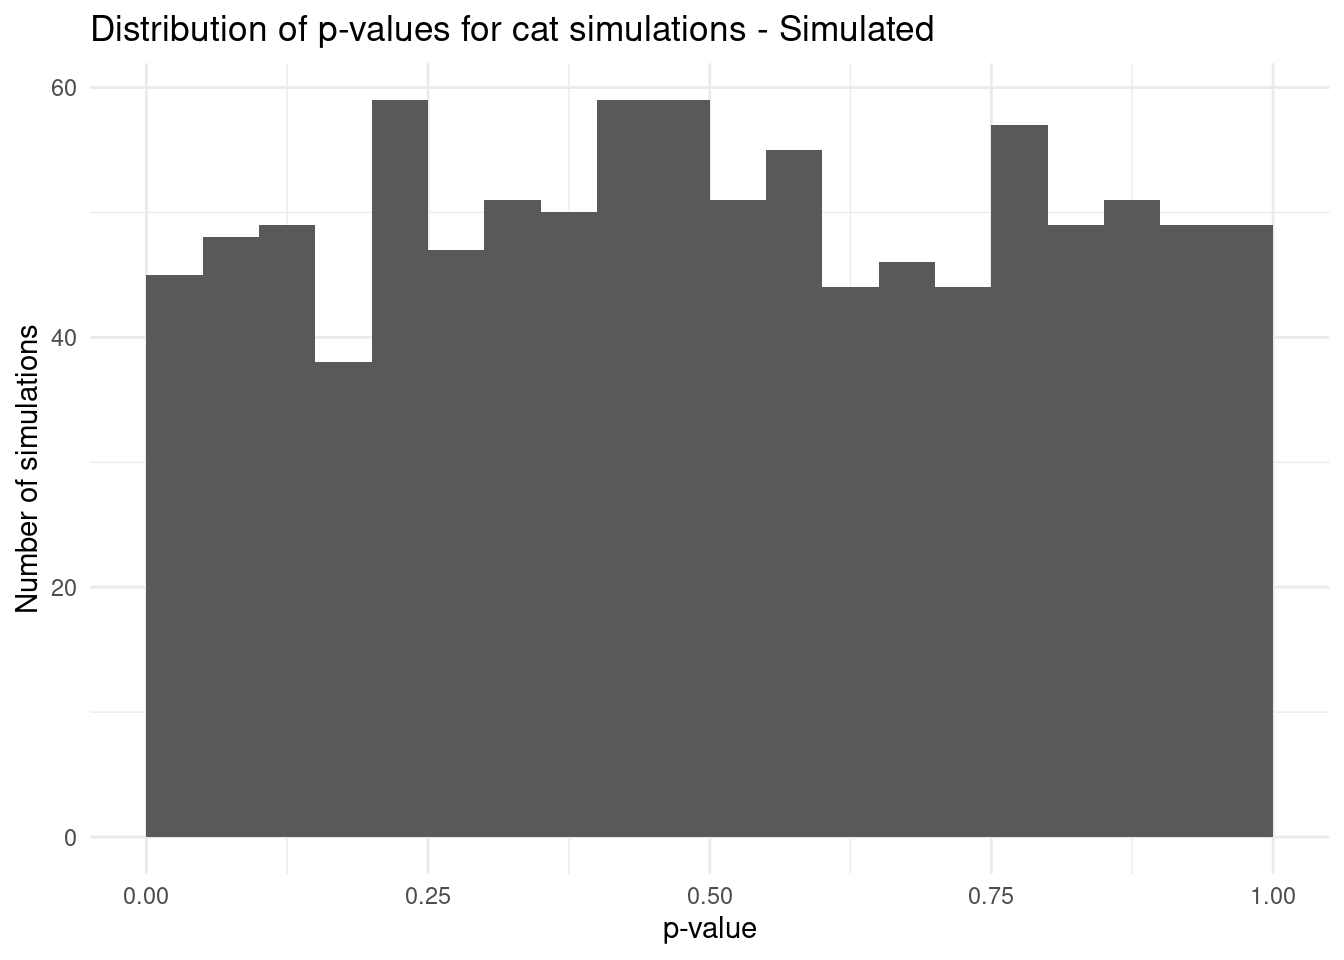 Distribution of p-values for cat simulations - Simulated
60
40
20
0
Number of simulations
0.00 0.25 0.50 0.75 1.00
p-value